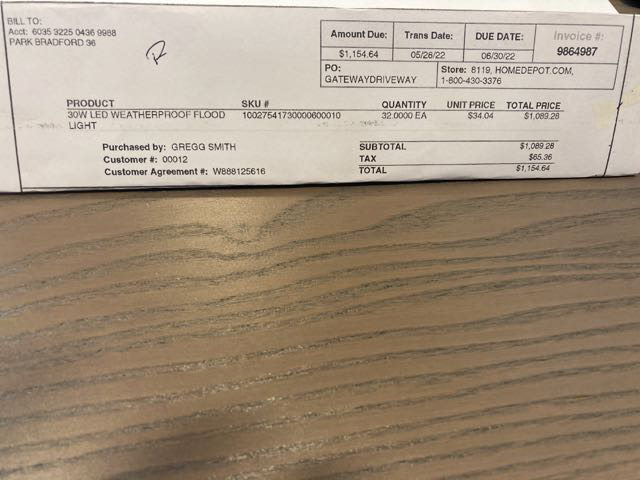 BILL TO:
Acct: 6035 3225 0436 9988
PARK BRADFORD 36
Amount Due: Trans Date: DUE DATE: Invoice #:
$1,154.64 05/26/22 06/30/22 9864987
PO: Store: 8119, HOMEDEPOT.COM,
GATEWAYDRIVEWAY 1-800-430-3376
PRODUCT SKU # QUANTITY UNIT PRICE TOTAL PRICE
30W LED WEATHERPROOF FLOOD 10027541730000600010 32.0000 EA $34.04 $1,089.28
LIGHT
Purchased by: GREGG SMITH SUBTOTAL $1,089.28
Customer #: 00012 TAX $65.36
Customer Agreement #: W888125616 TOTAL $1,154.64